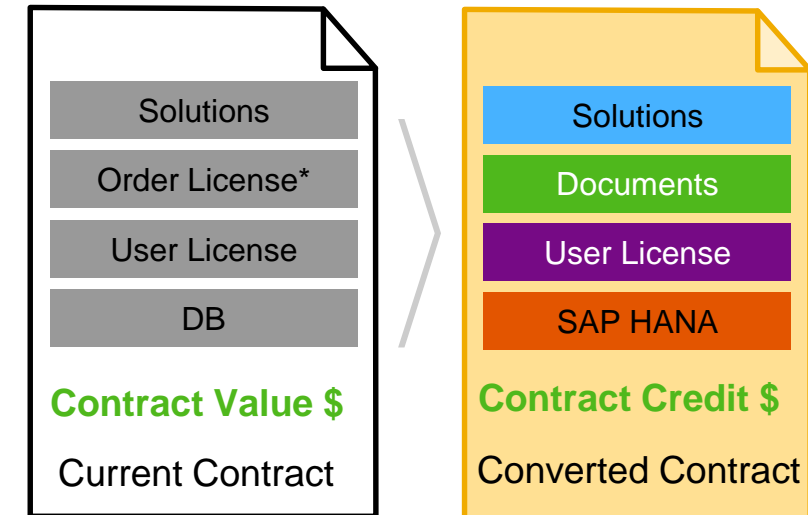 Solutions
Order License*
User License
DB
Contract Value $
Current Contract
Solutions
Documents
User License
SAP HANA
Contract Credit $
Converted Contract